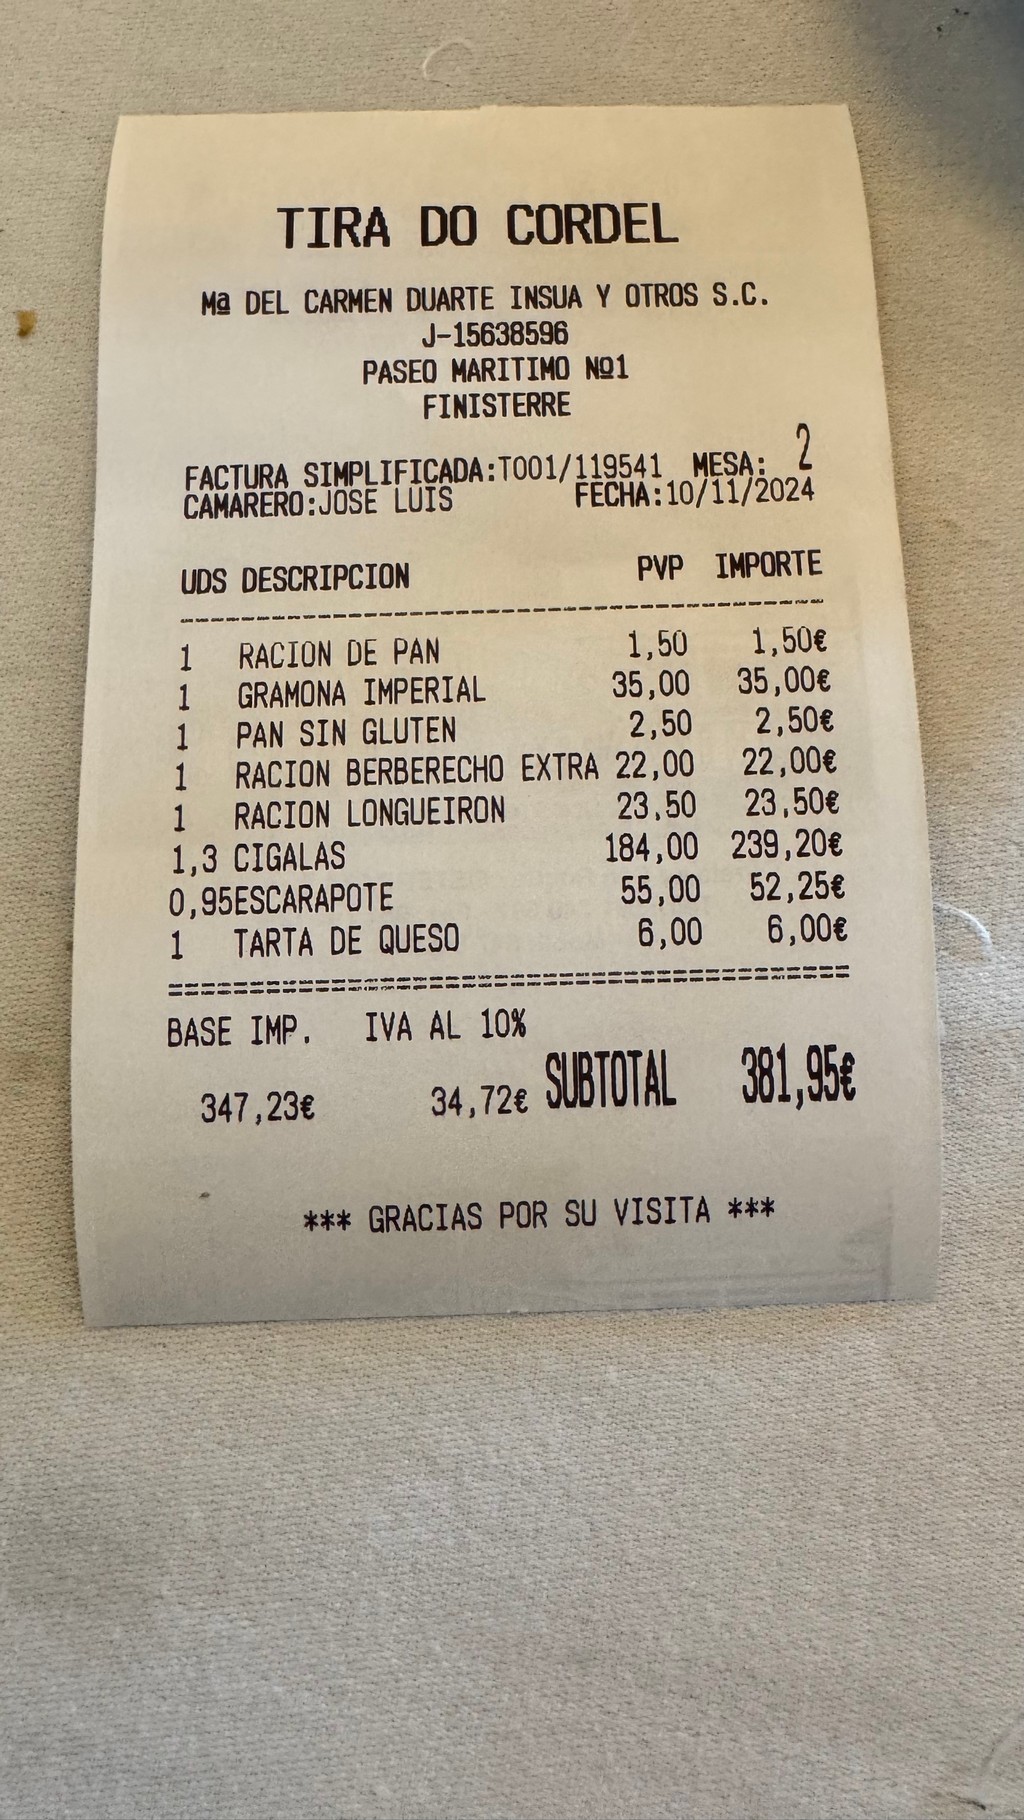 TIRA DO CORDEL
Mª DEL CARMEN DUARTE INSUA Y OTROS S.C.
J-15638596
PASEO MARITIMO Nº1
FINISTERRE
FACTURA SIMPLIFICADA:T001/119541 MESA: 2
CAMARERO:JOSE LUIS FECHA:10/11/2024
UDS DESCRIPCION PVP IMPORTE
1 RACION DE PAN 1,50 1,50€
1 GRAMONA IMPERIAL 35,00 35,00€
1 PAN SIN GLUTEN 2,50 2,50€
1 RACION BERBERECHO EXTRA 22,00 22,00€
1 RACION LONGUEIRON 23,50 23,50€
1,3 CIGALAS 184,00 239,20€
0,95ESCARAPOTE 55,00 52,25€
1 TARTA DE QUESO 6,00 6,00€
BASE IMP. IVA AL 10%
347,23€ 34,72€ SUBTOTAL 381,95€
*** GRACIAS POR SU VISITA ***